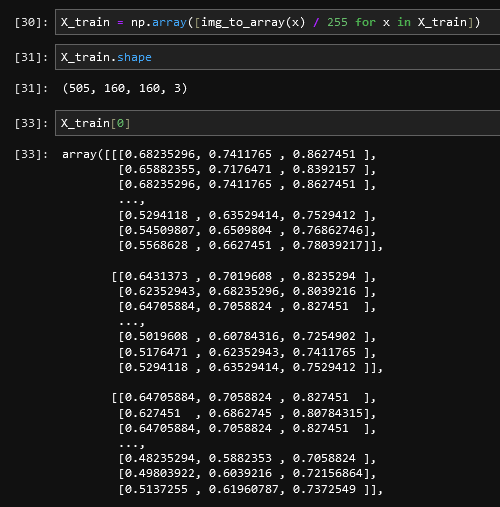 [30]: X_train = np.array([img_to_array(x) / 255 for x in X_train])
[31]: X_train.shape
[31]: (505, 160, 160, 3)
[33]: X_train[0]
[33]: array([[[0.68235296, 0.7411765 , 0.8627451 ],
[0.65882355, 0.7176471 , 0.8392157 ],
[0.68235296, 0.7411765 , 0.8627451 ],
...,
[0.5294118 , 0.63529414, 0.7529412 ],
[0.54509807, 0.6509804 , 0.76862746],
[0.5568628 , 0.6627451 , 0.78039217]],
[[0.6431373 , 0.7019608 , 0.8235294 ],
[0.62352943, 0.68235296, 0.8039216 ],
[0.64705884, 0.7058824 , 0.827451  ],
...,
[0.5019608 , 0.60784316, 0.7254902 ],
[0.5176471 , 0.62352943, 0.7411765 ],
[0.5294118 , 0.63529414, 0.7529412 ]],
[[0.64705884, 0.7058824 , 0.827451  ],
[0.627451  , 0.6862745 , 0.80784315],
[0.64705884, 0.7058824 , 0.827451  ],
...,
[0.48235294, 0.5882353 , 0.7058824 ],
[0.49803922, 0.6039216 , 0.72156864],
[0.5137255 , 0.61960787, 0.7372549 ]],